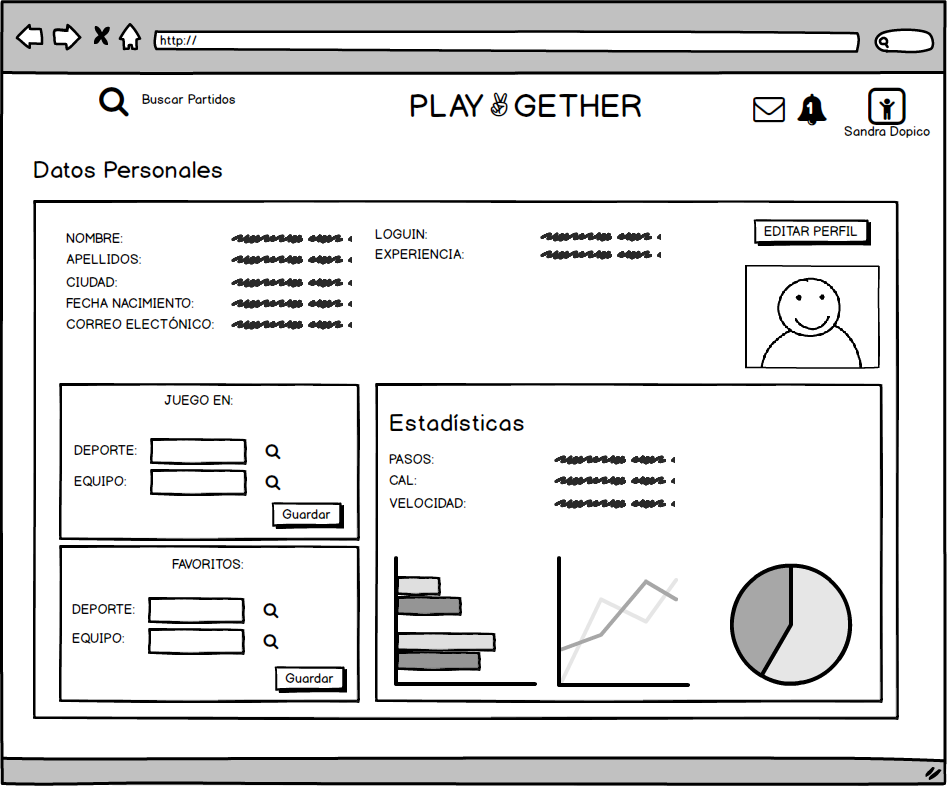 http://
Buscar Partidos
PLAY✌GETHER
1
Sandra Dopico
Datos Personales
NOMBRE:
APELLIDOS:
CIUDAD:
FECHA NACIMIENTO:
CORREO ELECTÓNICO:
LOGUIN:
EXPERIENCIA:
EDITAR PERFIL
JUEGO EN:
DEPORTE:
EQUIPO:
Guardar
FAVORITOS:
DEPORTE:
EQUIPO:
Guardar
Estadísticas
PASOS:
CAL:
VELOCIDAD: